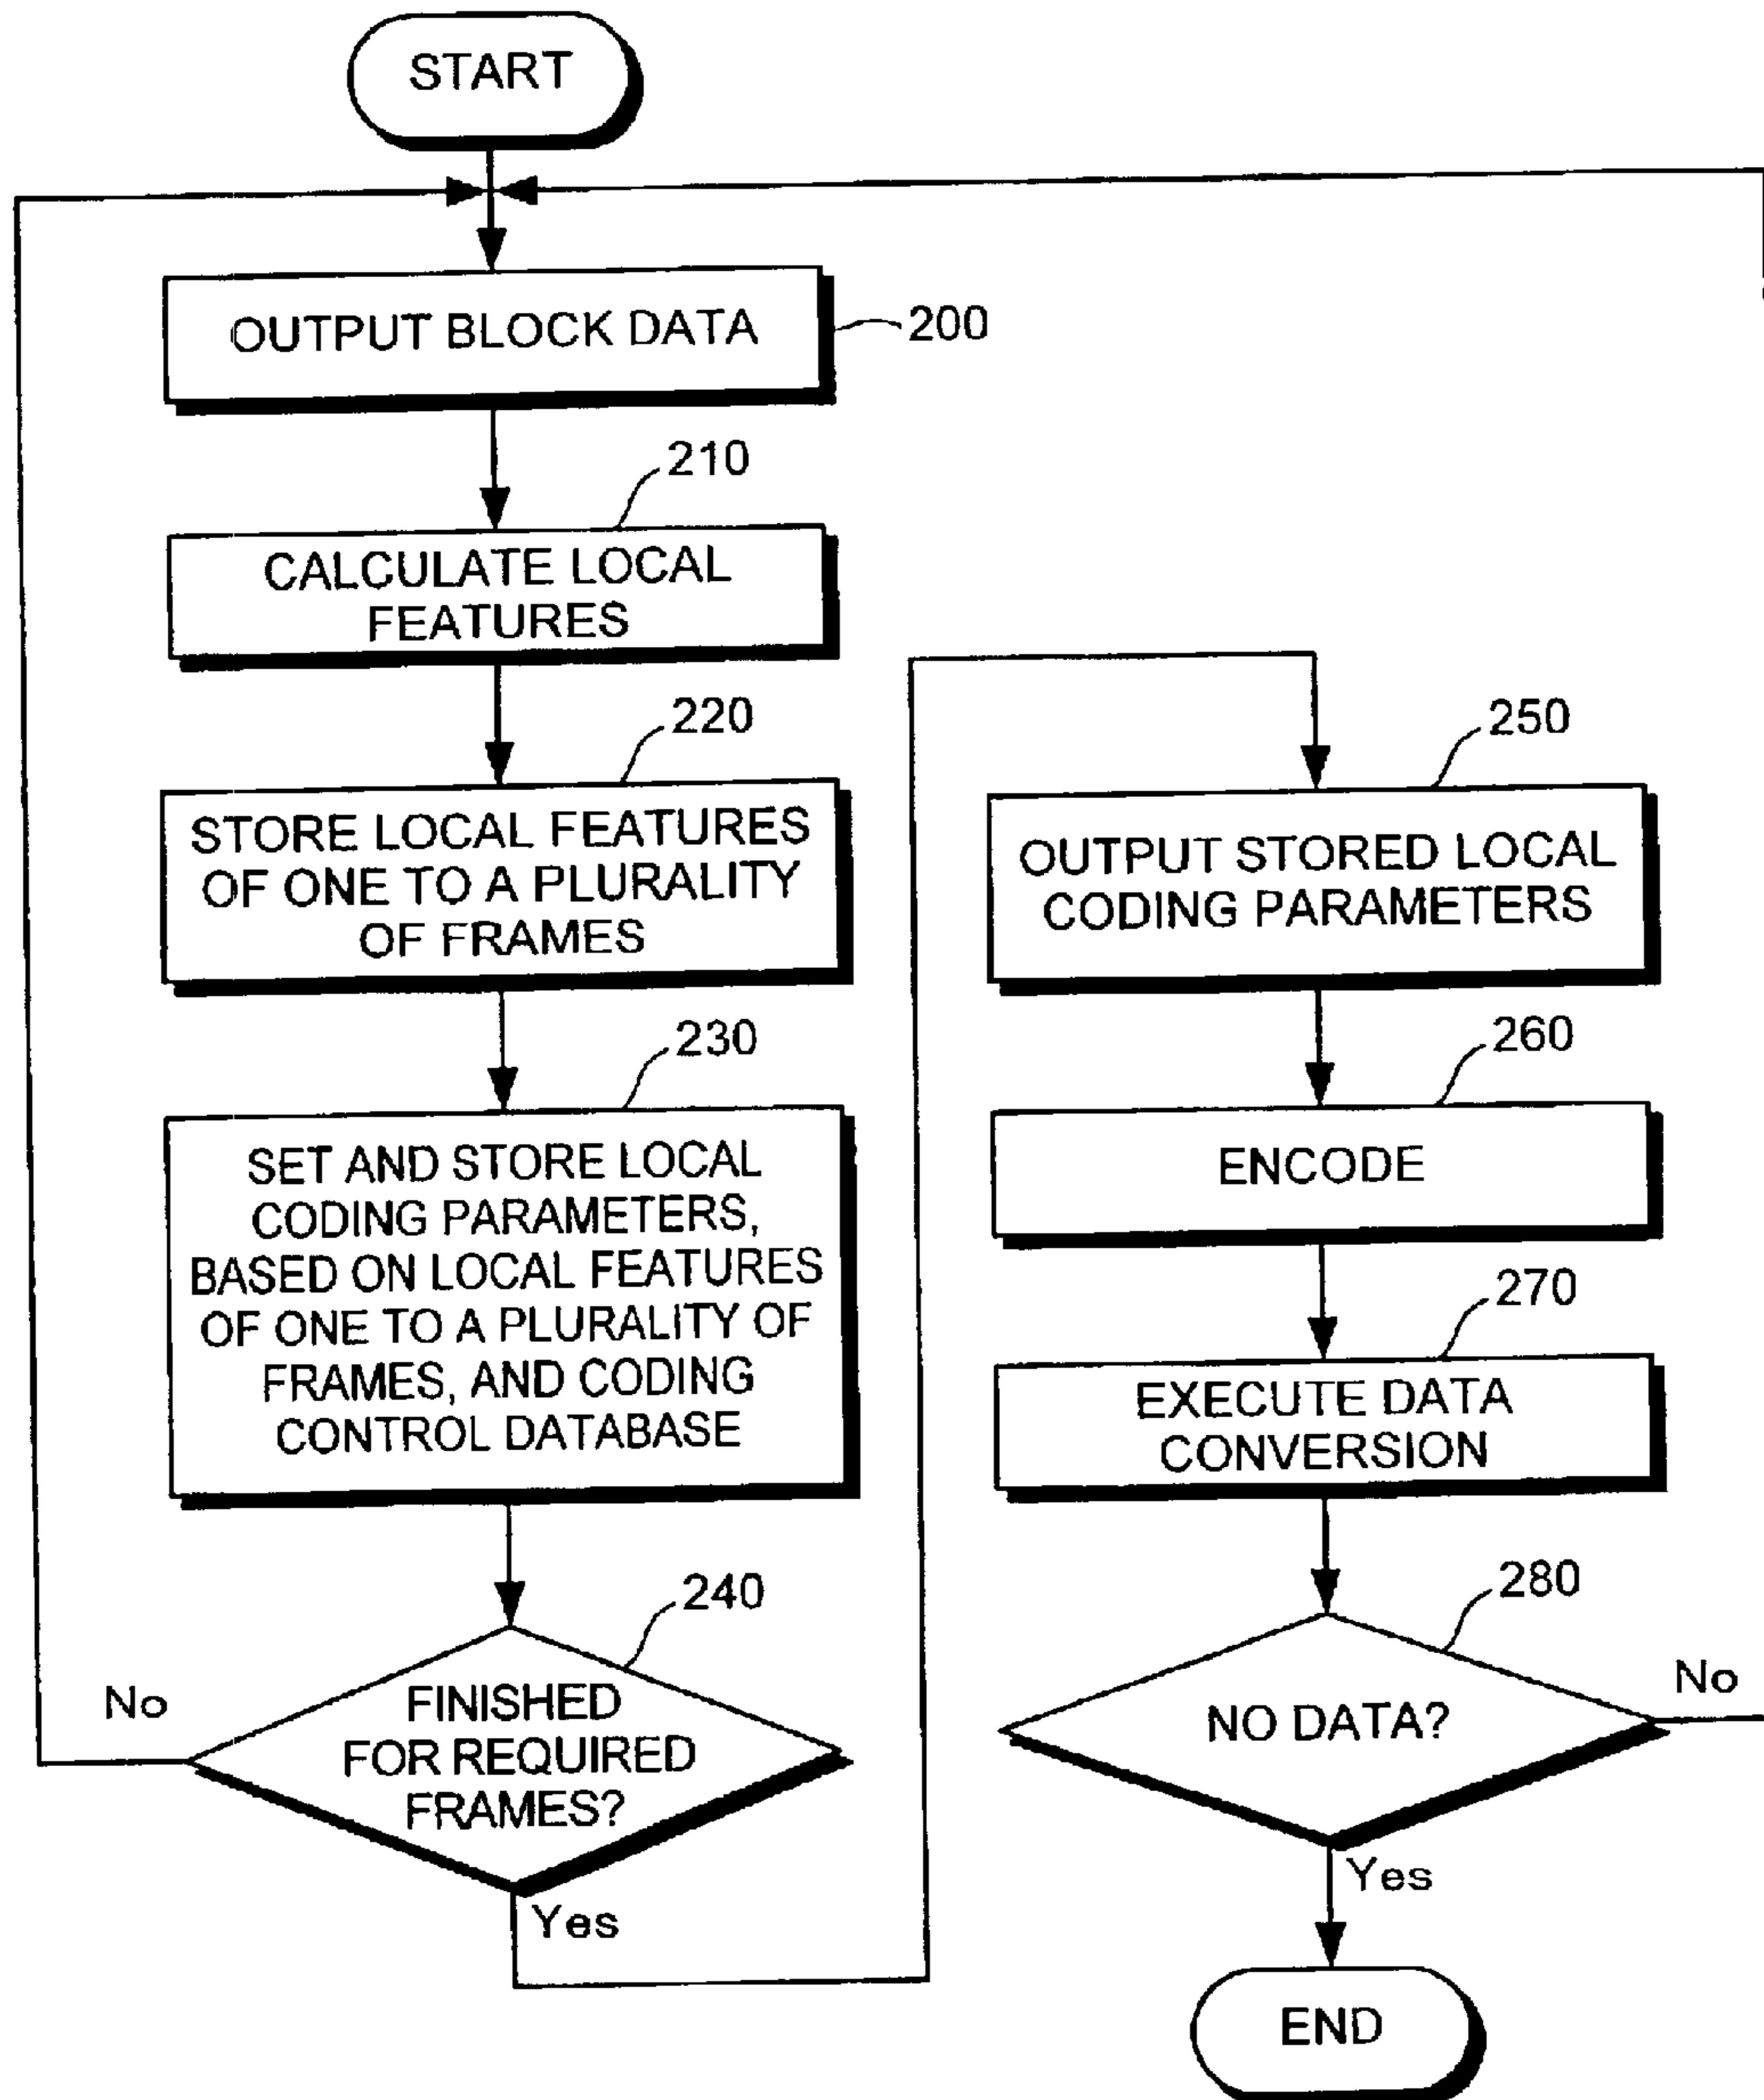 START
OUTPUT BLOCK DATA
200
210
CALCULATE LOCAL
FEATURES
220
STORE LOCAL FEATURES
OF ONE TO A PLURALITY
OF FRAMES
230
SET AND STORE LOCAL
CODING PARAMETERS,
BASED ON LOCAL FEATURES
OF ONE TO A PLURALITY OF
FRAMES, AND CODING
CONTROL DATABASE
240
No
FINISHED
FOR REQUIRED
FRAMES?
Yes
250
OUTPUT STORED LOCAL
CODING PARAMETERS
260
ENCODE
270
EXECUTE DATA
CONVERSION
280
No
NO DATA?
Yes
END